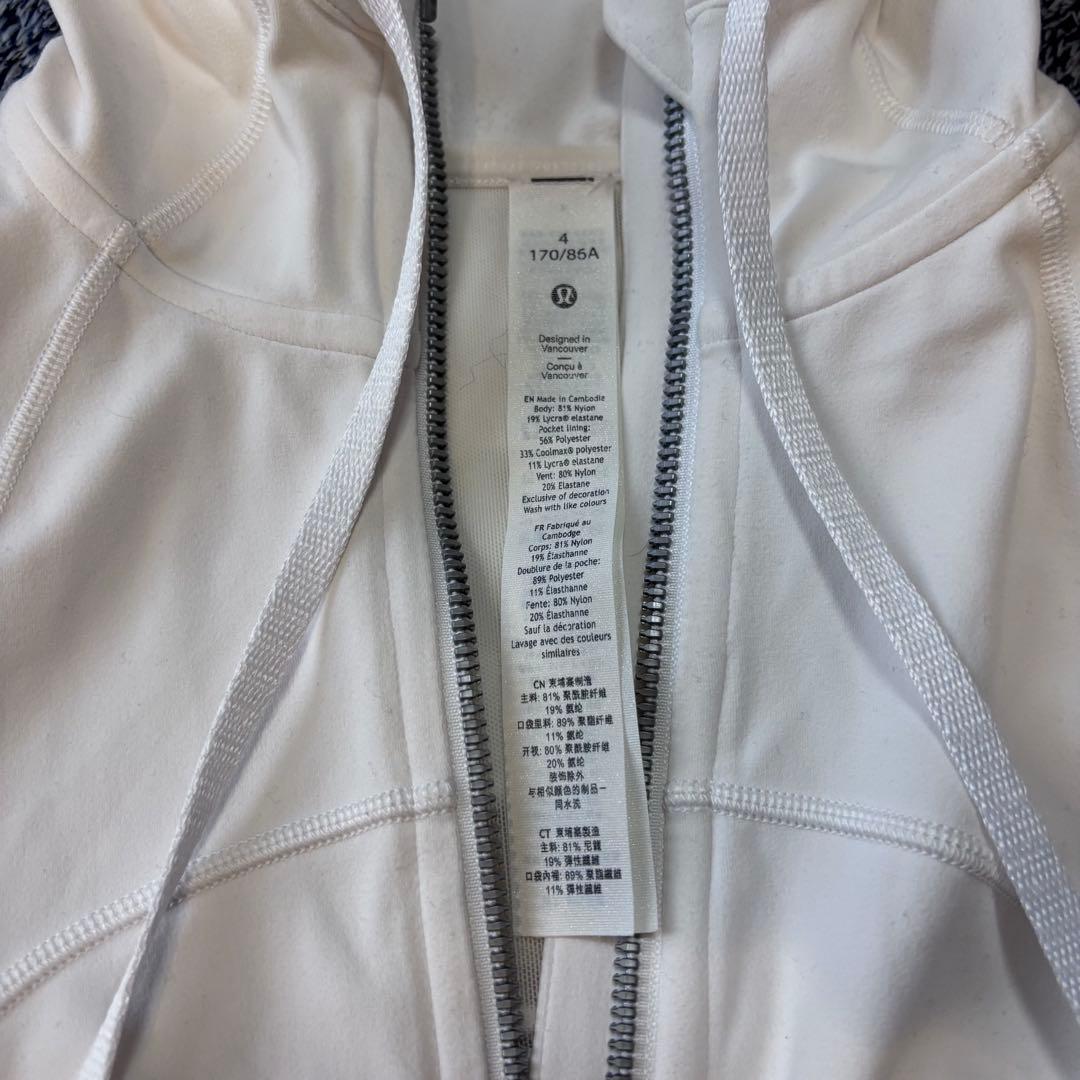 4
170/86A
Designed in
Vancouver
Conçu à
Vancouver
EN Made in Cambodia
Body: 81% Nylon
19% Lycra® elastane
Pocket lining:
56% Polyester
33% Coolmax® polyester
11% Lycra® elastane
Vent: 80% Nylon
20% Elastane
Exclusive of decoration
Wash with like colours
FR Fabriqué au
Cambodge
Corps: 81% Nylon
19% Élasthanne
Doublure de la poche:
89% Polyester
11% Élasthanne
Fente: 80% Nylon
20% Élasthanne
Sauf la décoration
Lavage avec des couleurs
similaires
CN 柬埔寨制造
主料: 81% 聚酰胺纤维
19% 氨纶
口袋里料: 89% 聚酯纤维
11% 氨纶
开衩: 80% 聚酰胺纤维
20% 氨纶
装饰除外
与相似颜色的制品一
同水洗
CT 柬埔寨製造
主料: 81% 尼龍
19% 彈性纖維
口袋內裡: 89% 聚酯纖維
11% 彈性纖維